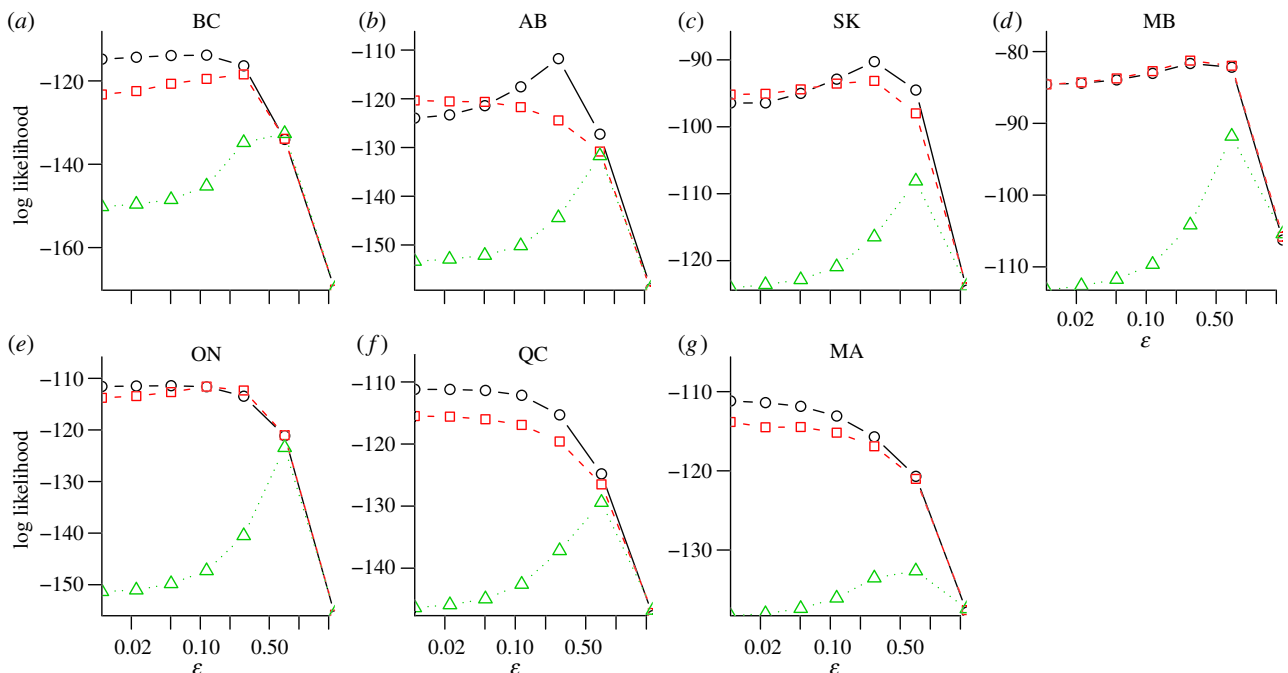 (a) BC
log likelihood
−120
−140
−160
(b) AB
−110
−120
−130
−150
(c) SK
−90
−100
−110
−120
(d) MB
−80
−90
−100
−110
0.02 0.10 0.50
ε
(e) ON
log likelihood
−110
−120
−130
−140
−150
0.02 0.10 0.50
ε
(f) QC
−110
−120
−130
−140
0.02 0.10 0.50
ε
(g) MA
−110
−120
−130
0.02 0.10 0.50
ε